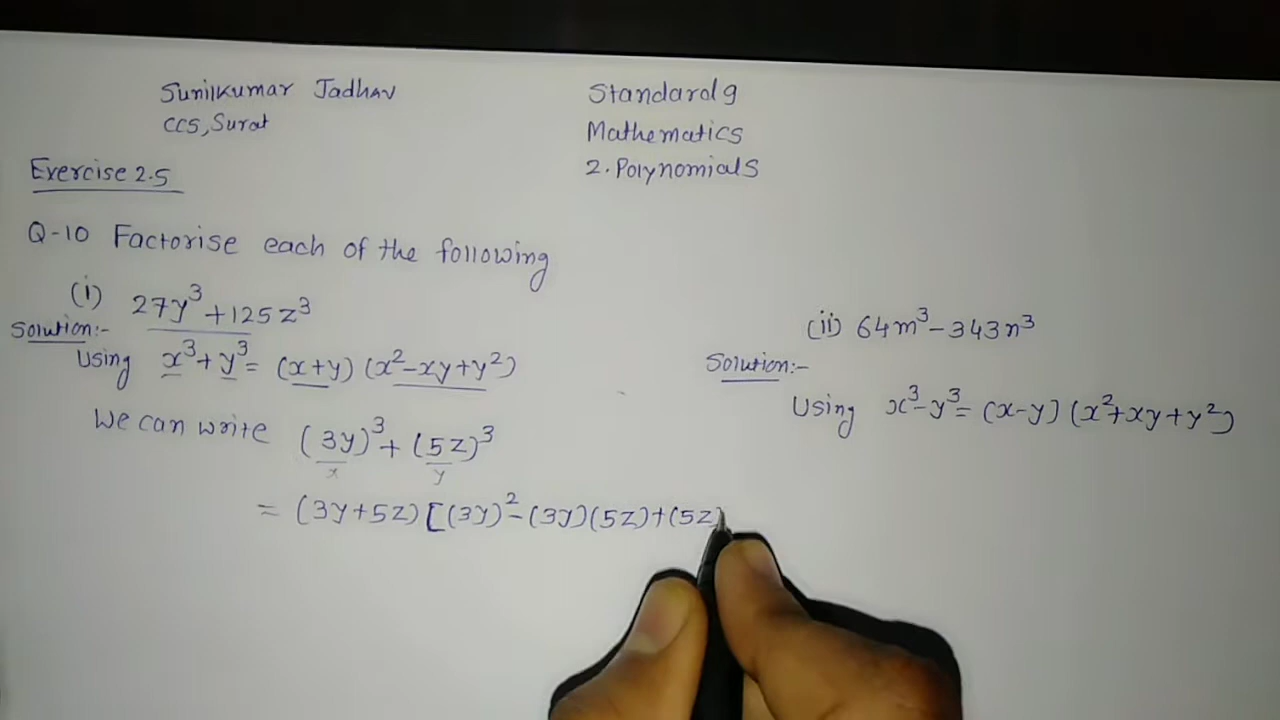 Sunilkumar Jadhav
CCS, Surat
Standard 9
Mathematics
2. Polynomials
Exercise 2.5
Q-10 Factorise each of the following
(i) 27y³ + 125z³
Solution:-
Using x³ + y³ = (x+y) (x² - xy + y²)
We can write (3y)³ + (5z)³
x y
= (3y+5z) [(3y)² - (3y)(5z) + (5z)
(ii) 64m³ - 343n³
Solution:-
Using x³ - y³ = (x-y) (x² + xy + y²)